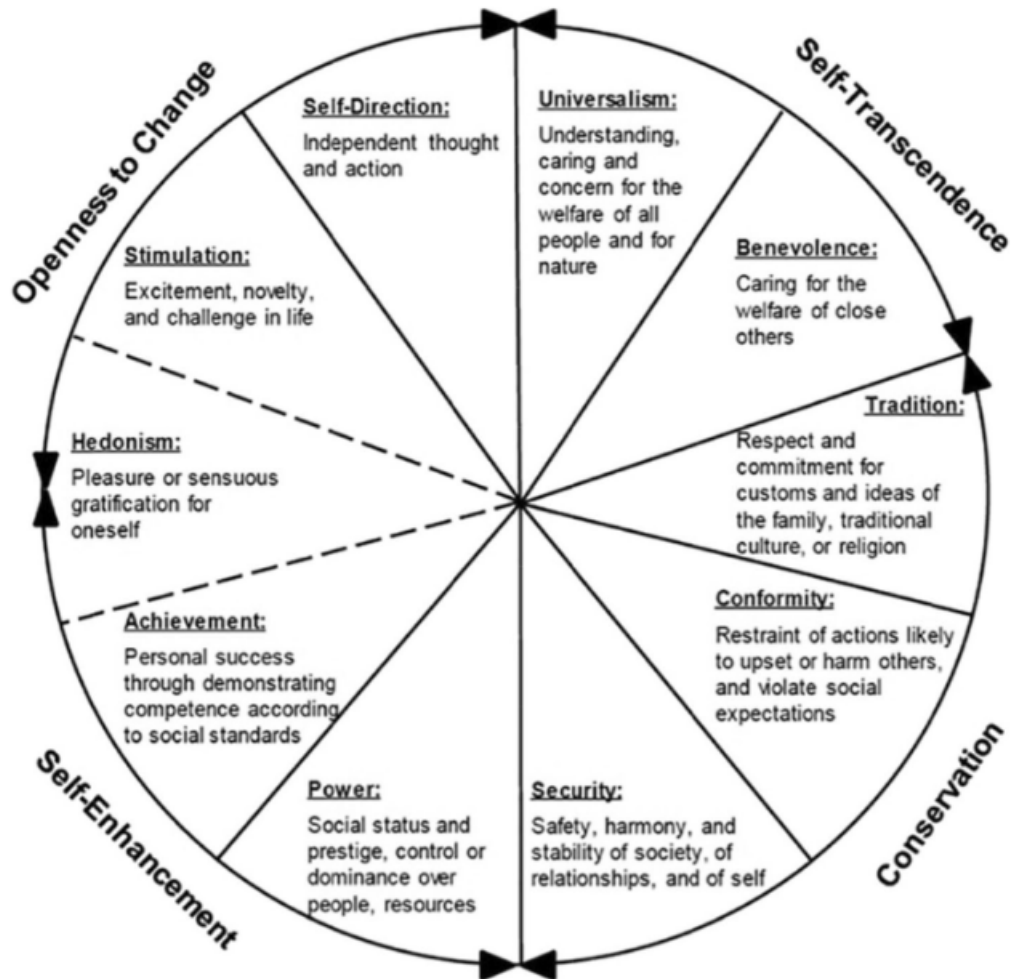 Openness to Change
Self-Transcendence
Self-Direction:
Independent thought
and action
Universalism:
Understanding,
caring and
concern for the
welfare of all
people and for
nature
Stimulation:
Excitement, novelty,
and challenge in life
Benevolence:
Caring for the
welfare of close
others
Hedonism:
Pleasure or sensuous
gratification for
oneself
Tradition:
Respect and
commitment for
customs and ideas of
the family, traditional
culture, or religion
Achievement:
Personal success
through demonstrating
competence according
to social standards
Conformity:
Restraint of actions likely
to upset or harm others,
and violate social
expectations
Power:
Social status and
prestige, control or
dominance over
people, resources
Security:
Safety, harmony, and
stability of society, of
relationships, and of self
Self-Enhancement
Conservation